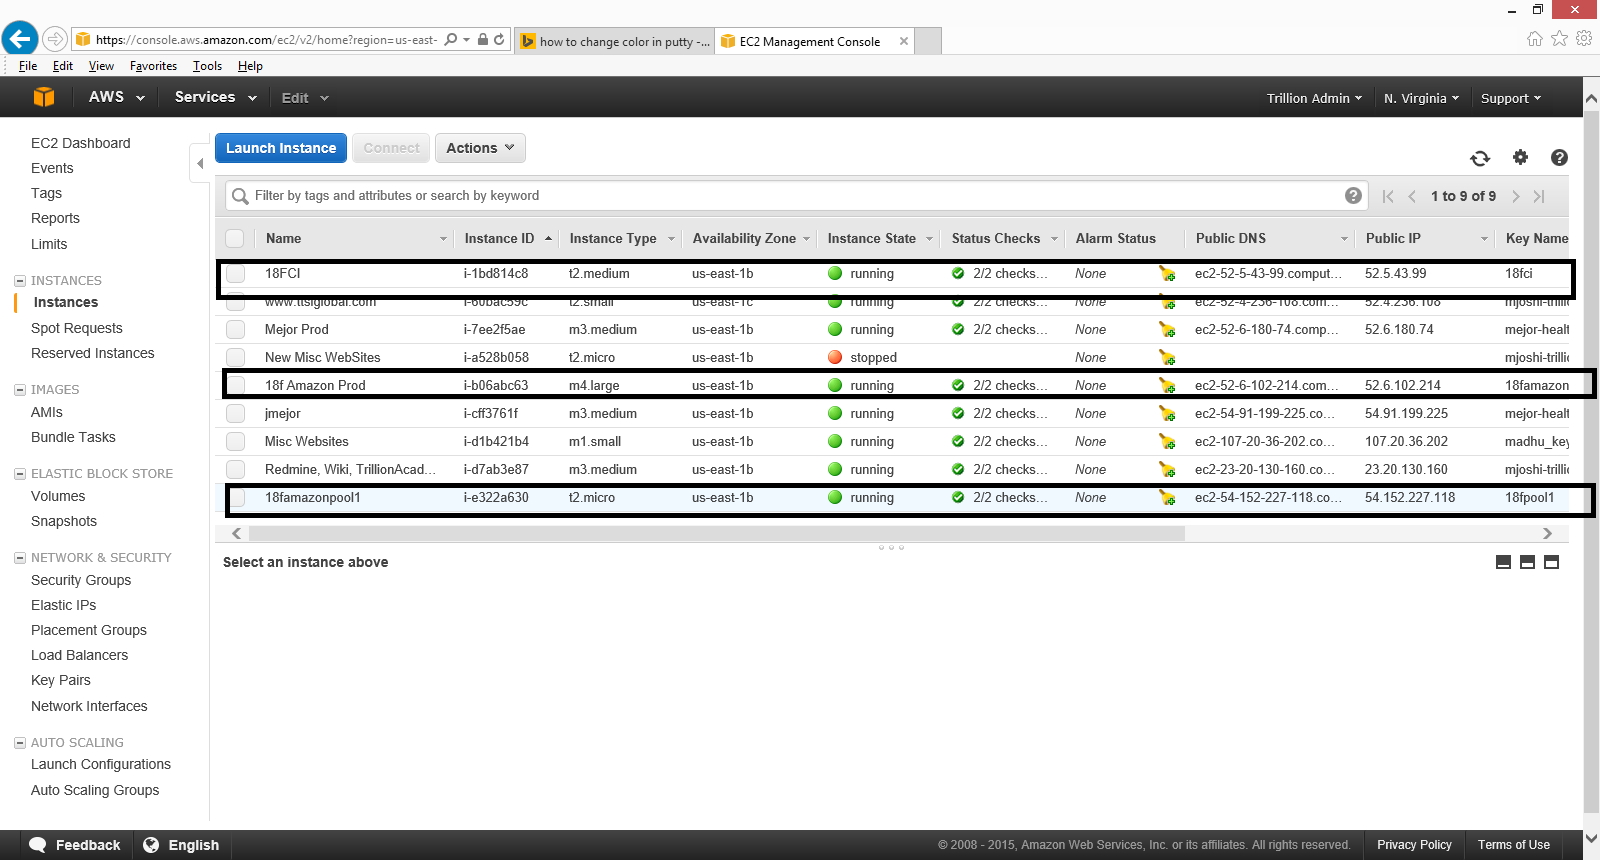 https://console.aws.amazon.com/ec2/v2/home?region=us-east-
how to change color in putty -...
EC2 Management Console
File Edit View Favorites Tools Help
AWS Services Edit Trillion Admin N. Virginia Support
EC2 Dashboard
Events
Tags
Reports
Limits
INSTANCES
Instances
Spot Requests
Reserved Instances
IMAGES
AMIs
Bundle Tasks
ELASTIC BLOCK STORE
Volumes
Snapshots
NETWORK & SECURITY
Security Groups
Elastic IPs
Placement Groups
Load Balancers
Key Pairs
Network Interfaces
AUTO SCALING
Launch Configurations
Auto Scaling Groups
Launch Instance Connect Actions
Filter by tags and attributes or search by keyword 1 to 9 of 9
Name Instance ID Instance Type Availability Zone Instance State Status Checks Alarm Status Public DNS Public IP Key Name
18FCI i-1bd814c8 t2.medium us-east-1b running 2/2 checks... None ec2-52-5-43-99.comput... 52.5.43.99 18fci
www.ttsiglobal.com i-60bac59c t2.small us-east-1c running 2/2 checks... None ec2-52-4-236-108.com... 52.4.236.108 mjoshi-trilli
Mejor Prod i-7ee2f5ae m3.medium us-east-1b running 2/2 checks... None ec2-52-6-180-74.comp... 52.6.180.74 mejor-healt
New Misc WebSites i-a528b058 t2.micro us-east-1b stopped None mjoshi-trillic
18f Amazon Prod i-b06abc63 m4.large us-east-1b running 2/2 checks... None ec2-52-6-102-214.com... 52.6.102.214 18famazon
jmejor i-cff3761f m3.medium us-east-1b running 2/2 checks... None ec2-54-91-199-225.co... 54.91.199.225 mejor-healt
Misc Websites i-d1b421b4 m1.small us-east-1b running 2/2 checks... None ec2-107-20-36-202.co... 107.20.36.202 madhu_key
Redmine, Wiki, TrillionAcad... i-d7ab3e87 m3.medium us-east-1b running 2/2 checks... None ec2-23-20-130-160.co... 23.20.130.160 mjoshi-trillic
18famazonpool1 i-e322a630 t2.micro us-east-1b running 2/2 checks... None ec2-54-152-227-118.co... 54.152.227.118 18fpool1
Select an instance above
Feedback English © 2008 - 2015, Amazon Web Services, Inc. or its affiliates. All rights reserved. Privacy Policy Terms of Use